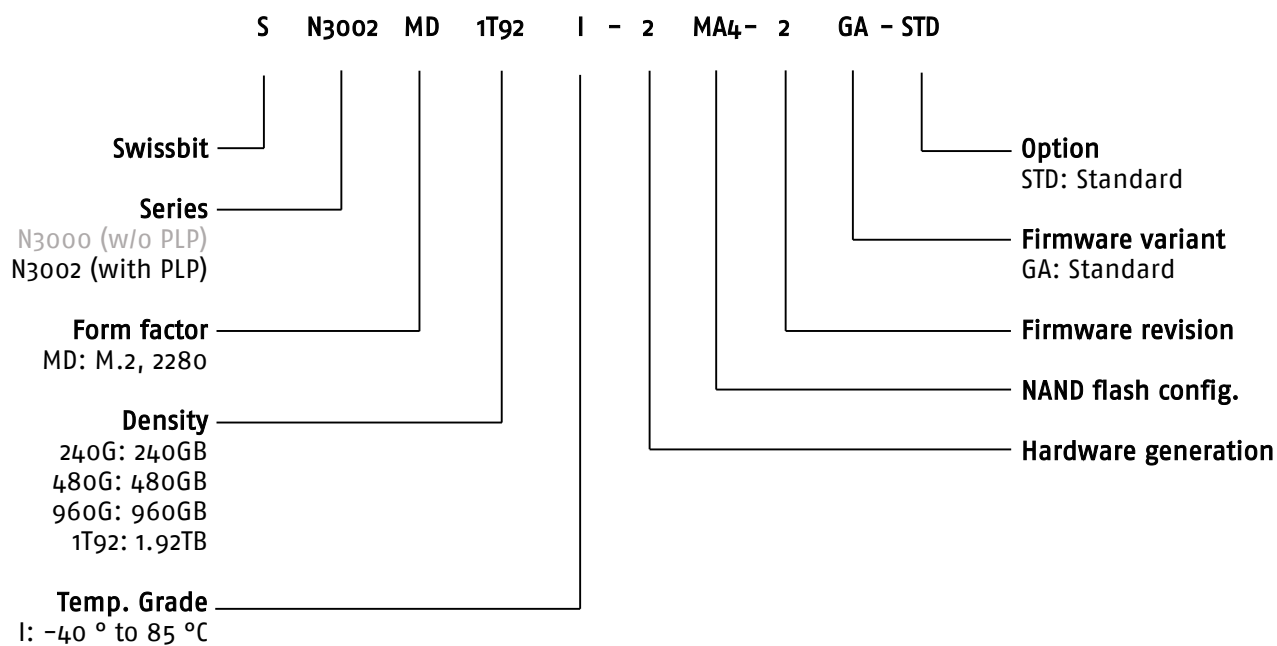 S N3002 MD 1T92 I - 2 MA4- 2 GA - STD
Swissbit
Series
N3000 (w/o PLP)
N3002 (with PLP)
Form factor
MD: M.2, 2280
Density
240G: 240GB
480G: 480GB
960G: 960GB
1T92: 1.92TB
Temp. Grade
I: -40 ° to 85 °C
Option
STD: Standard
Firmware variant
GA: Standard
Firmware revision
NAND flash config.
Hardware generation